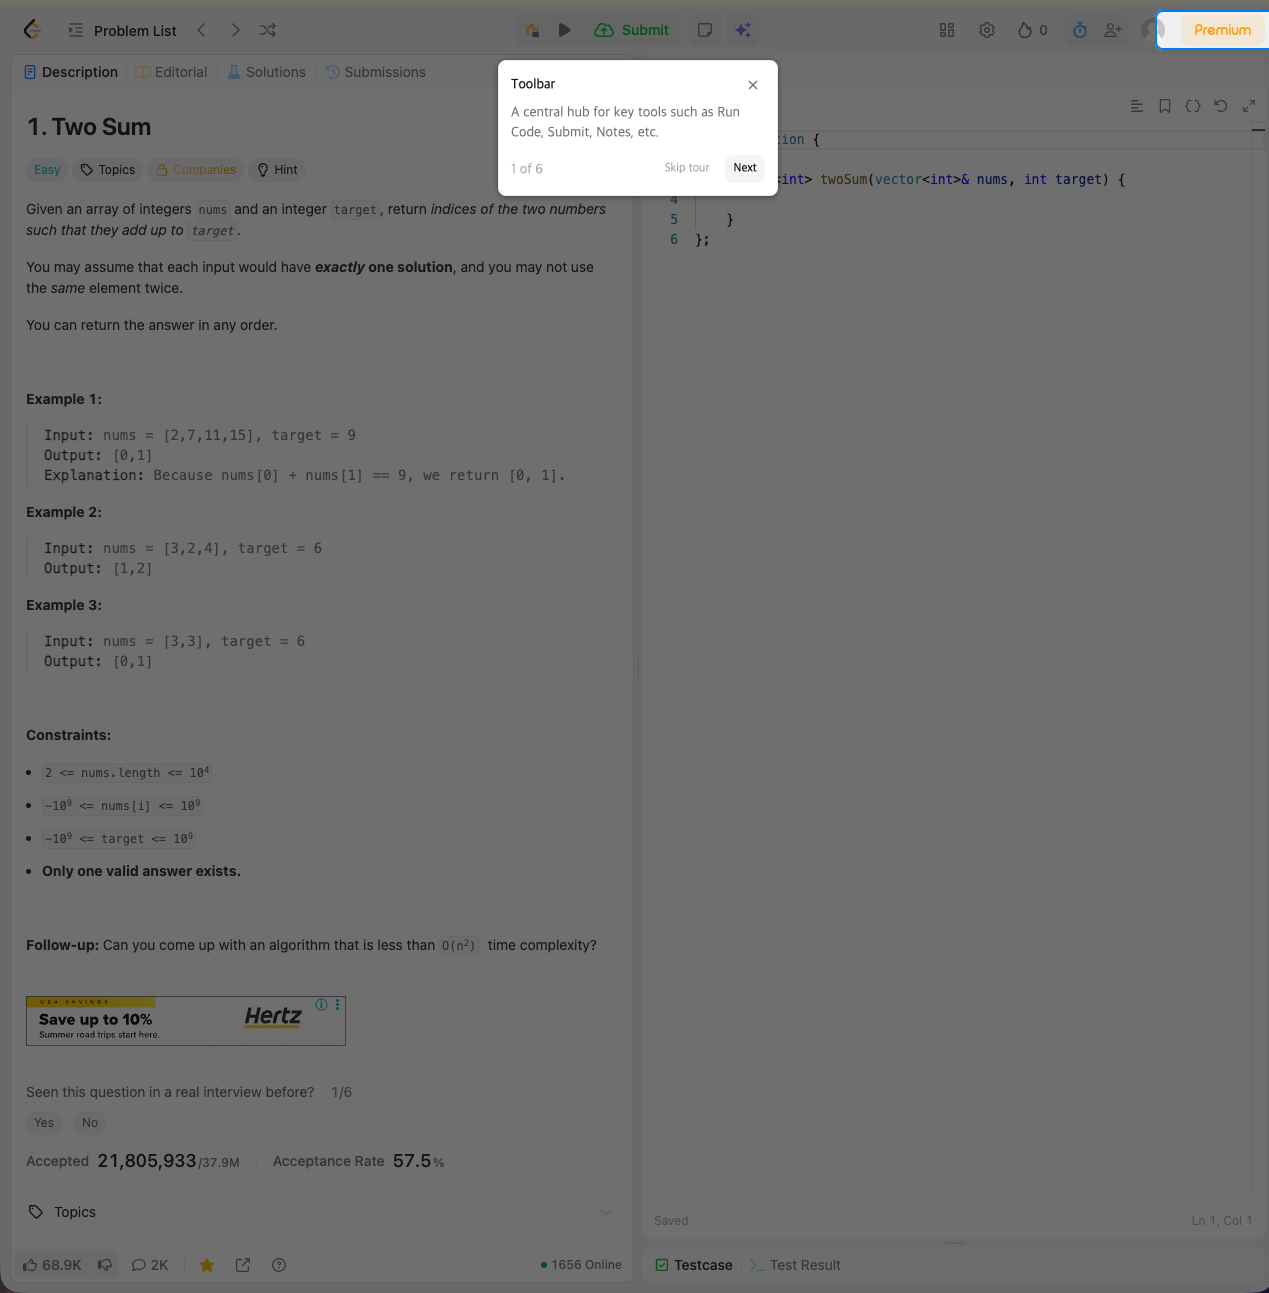 Problem List
Submit
0
Premium
Description
Editorial
Solutions
Submissions
Toolbar
A central hub for key tools such as Run
Code, Submit, Notes, etc.
1 of 6
Skip tour
Next
1. Two Sum
Easy
Topics
Companies
Hint
Given an array of integers nums and an integer target, return indices of the two numbers
such that they add up to target.
You may assume that each input would have exactly one solution, and you may not use
the same element twice.
You can return the answer in any order.
Example 1:
Input: nums = [2,7,11,15], target = 9
Output: [0,1]
Explanation: Because nums[0] + nums[1] == 9, we return [0, 1].
Example 2:
Input: nums = [3,2,4], target = 6
Output: [1,2]
Example 3:
Input: nums = [3,3], target = 6
Output: [0,1]
Constraints:
2 <= nums.length <= 10⁴
-10⁹ <= nums[i] <= 10⁹
-10⁹ <= target <= 10⁹
Only one valid answer exists.
Follow-up: Can you come up with an algorithm that is less than O(n²) time complexity?
USA SAVINGS
Save up to 10%
Summer road trips start here.
Hertz
Seen this question in a real interview before? 1/6
Yes
No
Accepted 21,805,933/37.9M
Acceptance Rate 57.5%
Topics
68.9K
2K
1656 Online
tion {
<int> twoSum(vector<int>& nums, int target) {
4
5 }
6 };
Saved
Ln 1, Col 1
Testcase
Test Result